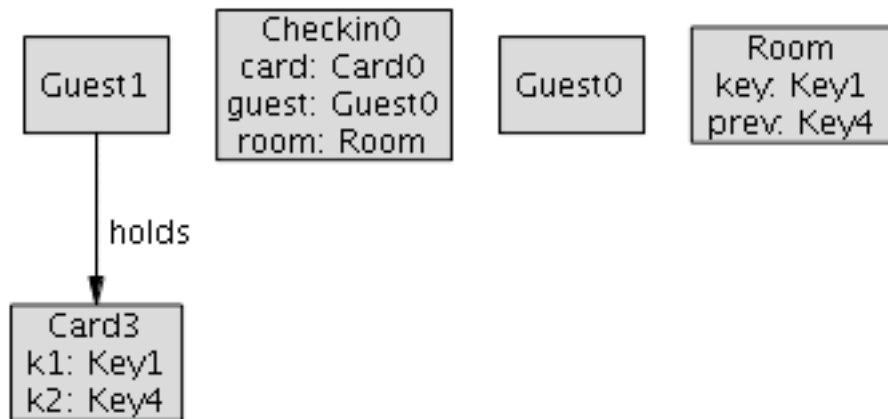 Guest1
Checkin0
card: Card0
guest: Guest0
room: Room
Guest0
Room
key: Key1
prev: Key4
holds
Card3
k1: Key1
k2: Key4